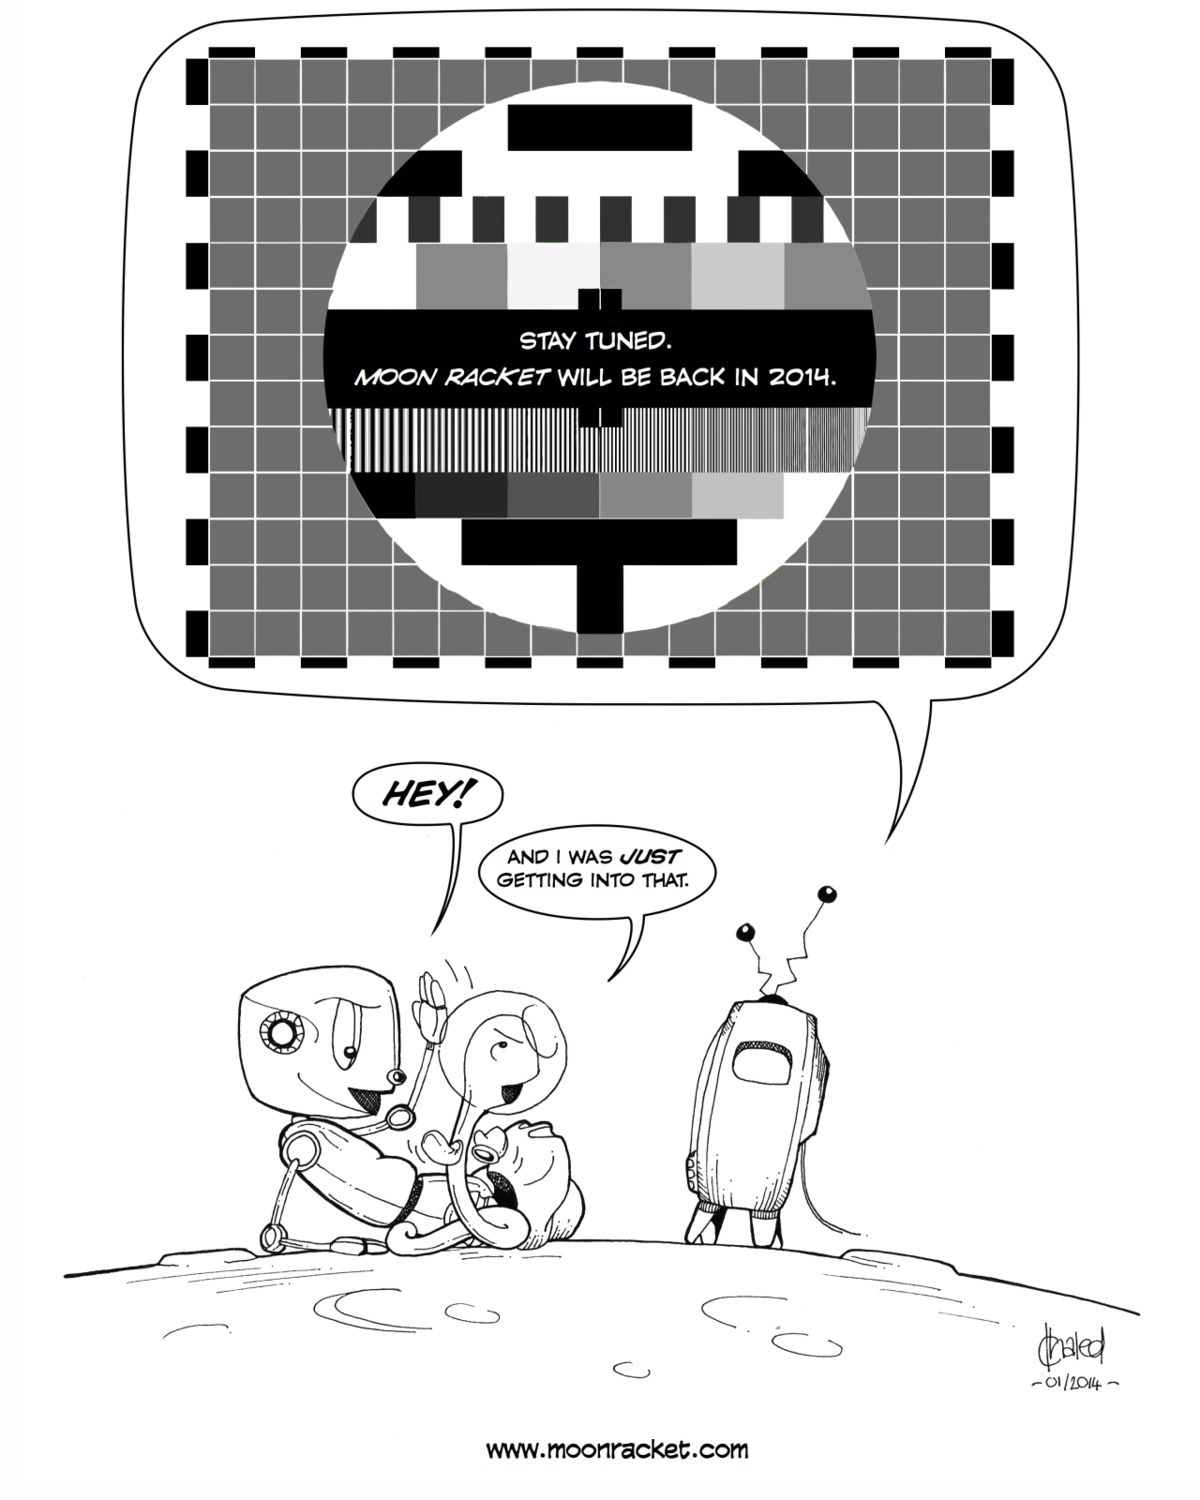 STAY TUNED.
MOON RACKET WILL BE BACK IN 2014.
HEY!
AND I WAS JUST
GETTING INTO THAT.
Khaled
-01/2014-
www.moonracket.com